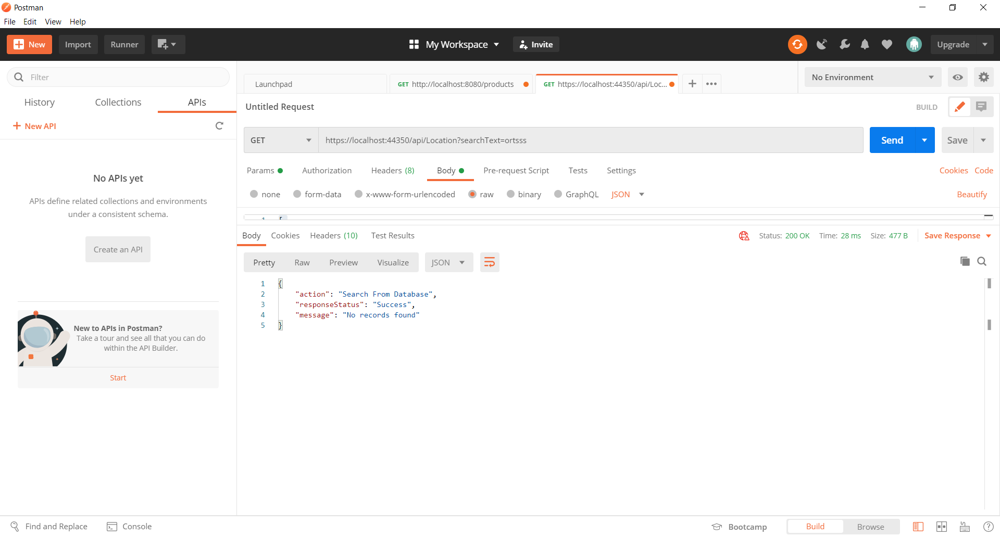 Postman
File Edit View Help
New Import Runner My Workspace Invite Upgrade
Filter
History Collections APIs
New API
No APIs yet
APIs define related collections and environments
under a consistent schema.
Create an API
New to APIs in Postman?
Take a tour and see all that you can do
within the API Builder.
Start
Launchpad GET http://localhost:8080/products GET https://localhost:44350/api/Loc... No Environment
Untitled Request BUILD
GET https://localhost:44350/api/Location?searchText=ortsss Send Save
Params Authorization Headers (8) Body Pre-request Script Tests Settings Cookies Code
none form-data x-www-form-urlencoded raw binary GraphQL JSON Beautify
Body Cookies Headers (10) Test Results Status: 200 OK Time: 28 ms Size: 477 B Save Response
Pretty Raw Preview Visualize JSON
1 {
2 "action": "Search From Database",
3 "responseStatus": "Success",
4 "message": "No records found"
5 }
Find and Replace Console Bootcamp Build Browse